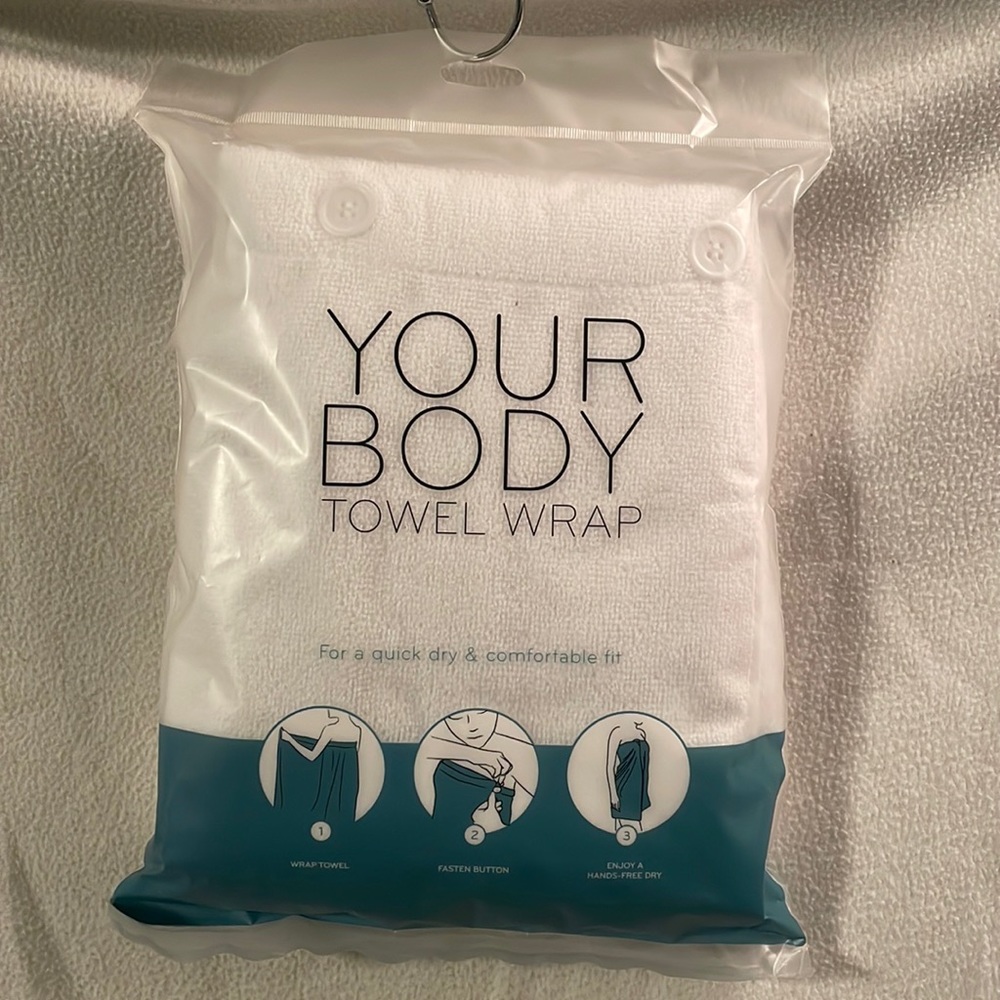 YOUR
BODY
TOWEL WRAP
For a quick dry & comfortable fit
1
WRAP TOWEL
2
FASTEN BUTTON
3
ENJOY A
HANDS-FREE DRY